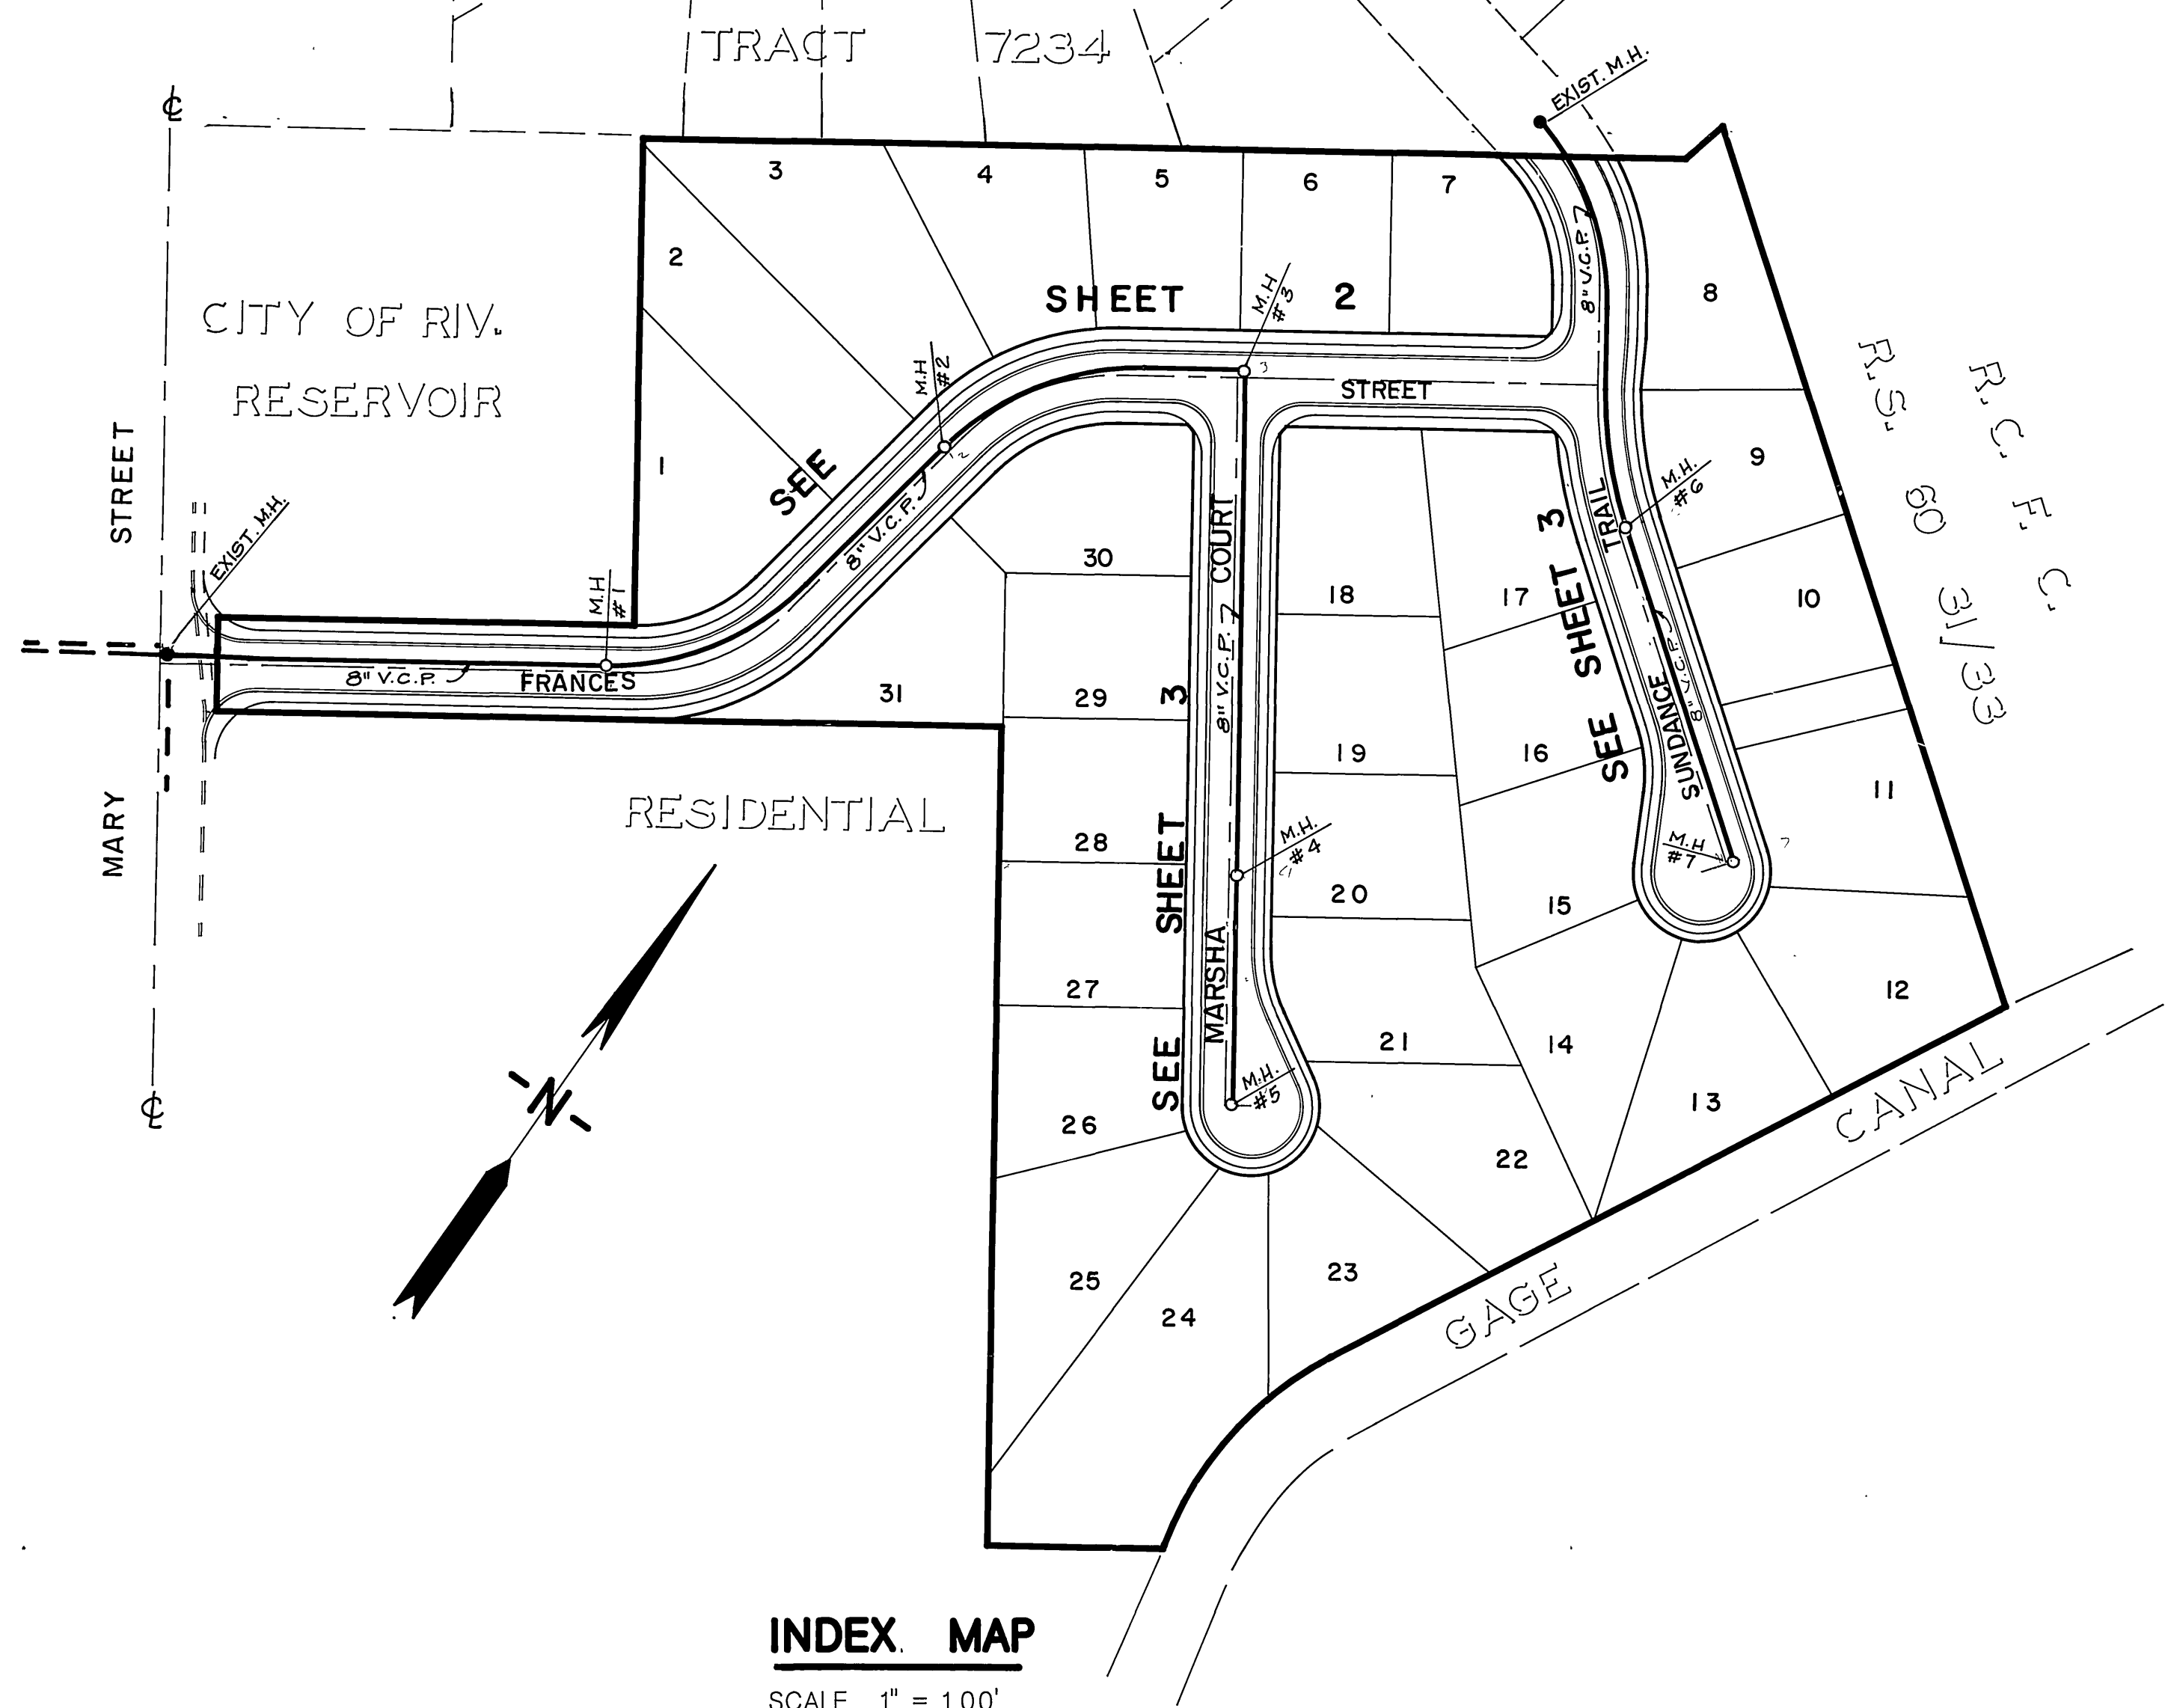 TRACT 7234
EXIST. M.H.
℄
3
4
5
6
7
2
8" V.C.P.
8
CITY OF RIV.
RESERVOIR
SHEET 2
M.H #3
M.H #2
3
STREET
R.C.F.C.
R.S. 60 31/33
1
SEE
2
9
STREET
MARY
EXIST. M.H.
M.H #1
8" V.C.P.
8" V.C.P.
FRANCES
30
COURT
MARSHA
8" V.C.P.
18
17
SEE SHEET 3
TRAIL
SUNDANCE
8" V.C.P.
M.H. #6
10
31
29
SEE SHEET 3
19
16
11
RESIDENTIAL
28
M.H. #4
4
20
15
M.H #7
7
27
21
14
12
N
℄
26
M.H. #5
22
13
CANAL
GAGE
25
24
23
INDEX MAP
SCALE 1" = 100'